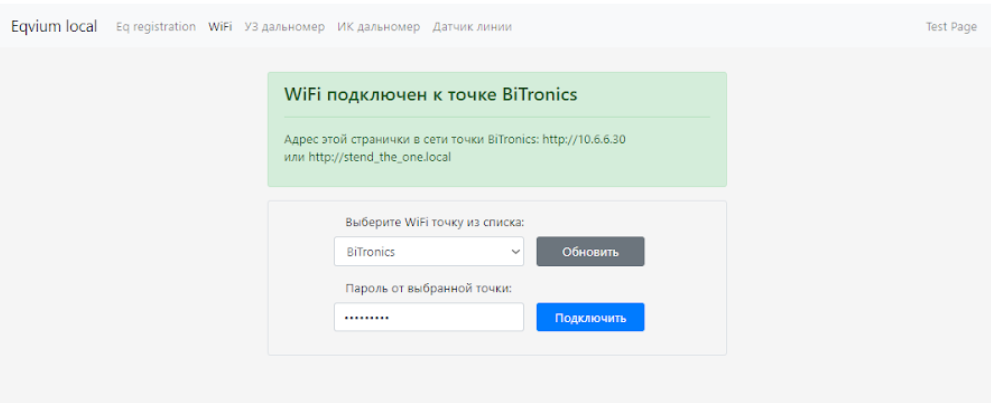 Eqvium local Eq registration WiFi УЗ дальномер ИК дальномер Датчик линии Test Page
WiFi подключен к точке BiTronics
Адрес этой странички в сети точки BiTronics: http://10.6.6.30
или http://stend_the_one.local
Выберите WiFi точку из списка:
BiTronics Обновить
Пароль от выбранной точки:
••••••••• Подключить